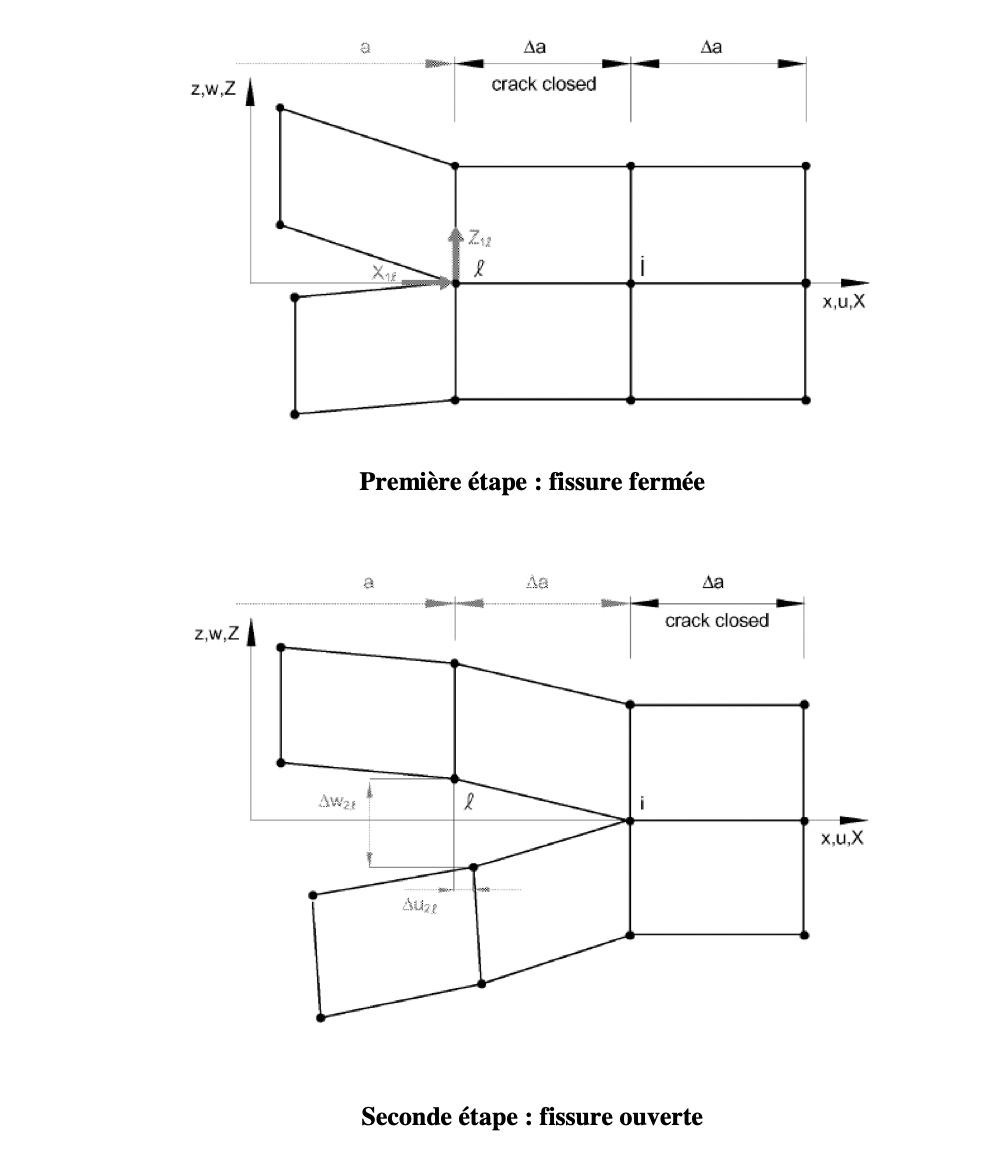 a Δa Δa
crack closed
z,w,Z
Z₁ℓ
X₁ℓ ℓ i
x,u,X
Première étape : fissure fermée
a Δa Δa
crack closed
z,w,Z
Δw₂ℓ ℓ i
x,u,X
Δu₂ℓ
Seconde étape : fissure ouverte